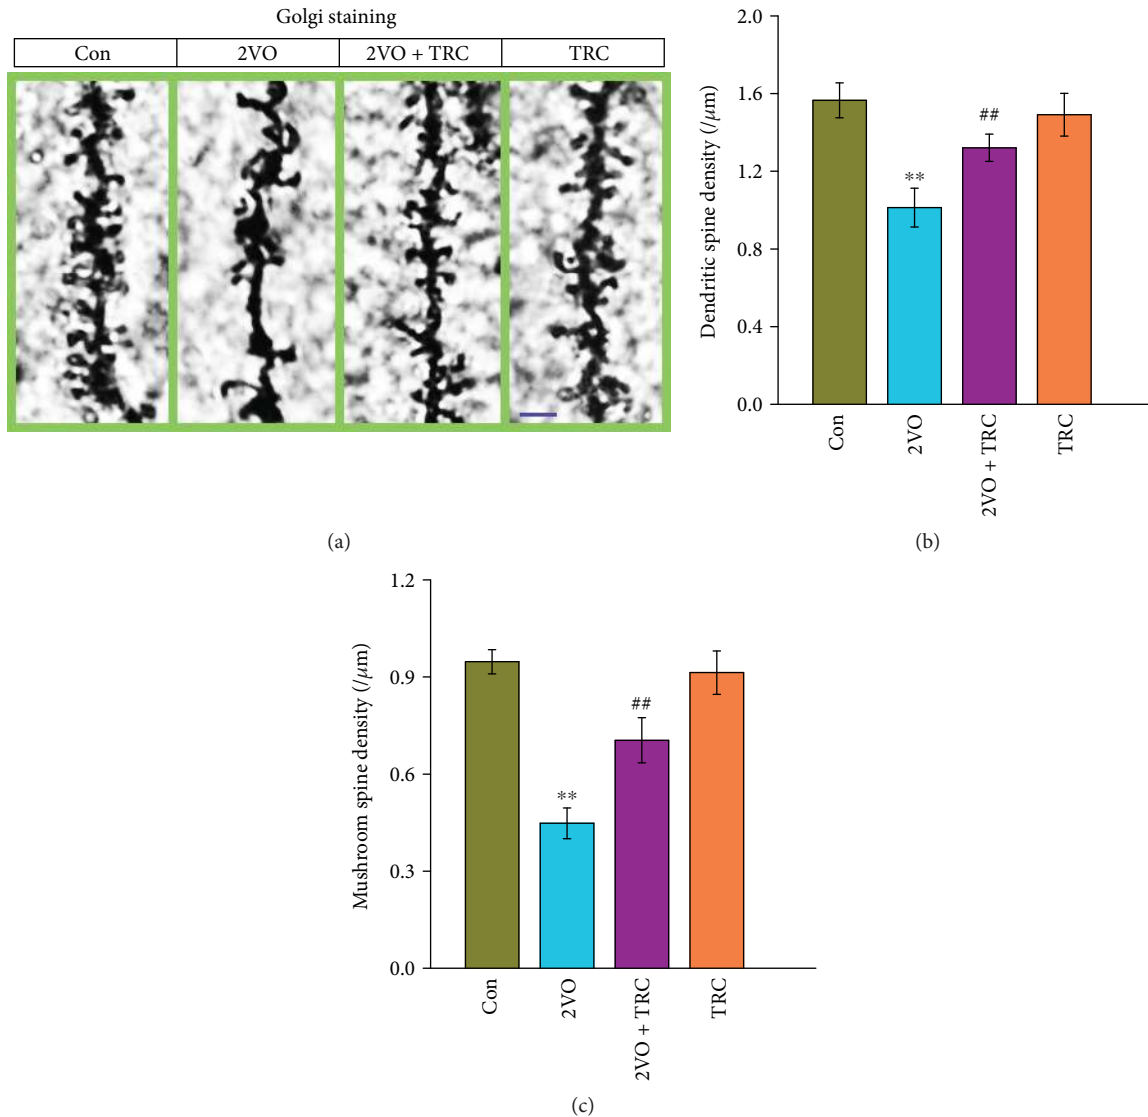 Golgi staining
Con 2VO 2VO + TRC TRC
(a)
Dendritic spine density (/μm)
2.0
1.6
1.2
0.8
0.4
0.0
**
##
Con 2VO 2VO + TRC TRC
(b)
Mushroom spine density (/μm)
1.2
0.9
0.6
0.3
0.0
**
##
Con 2VO 2VO + TRC TRC
(c)